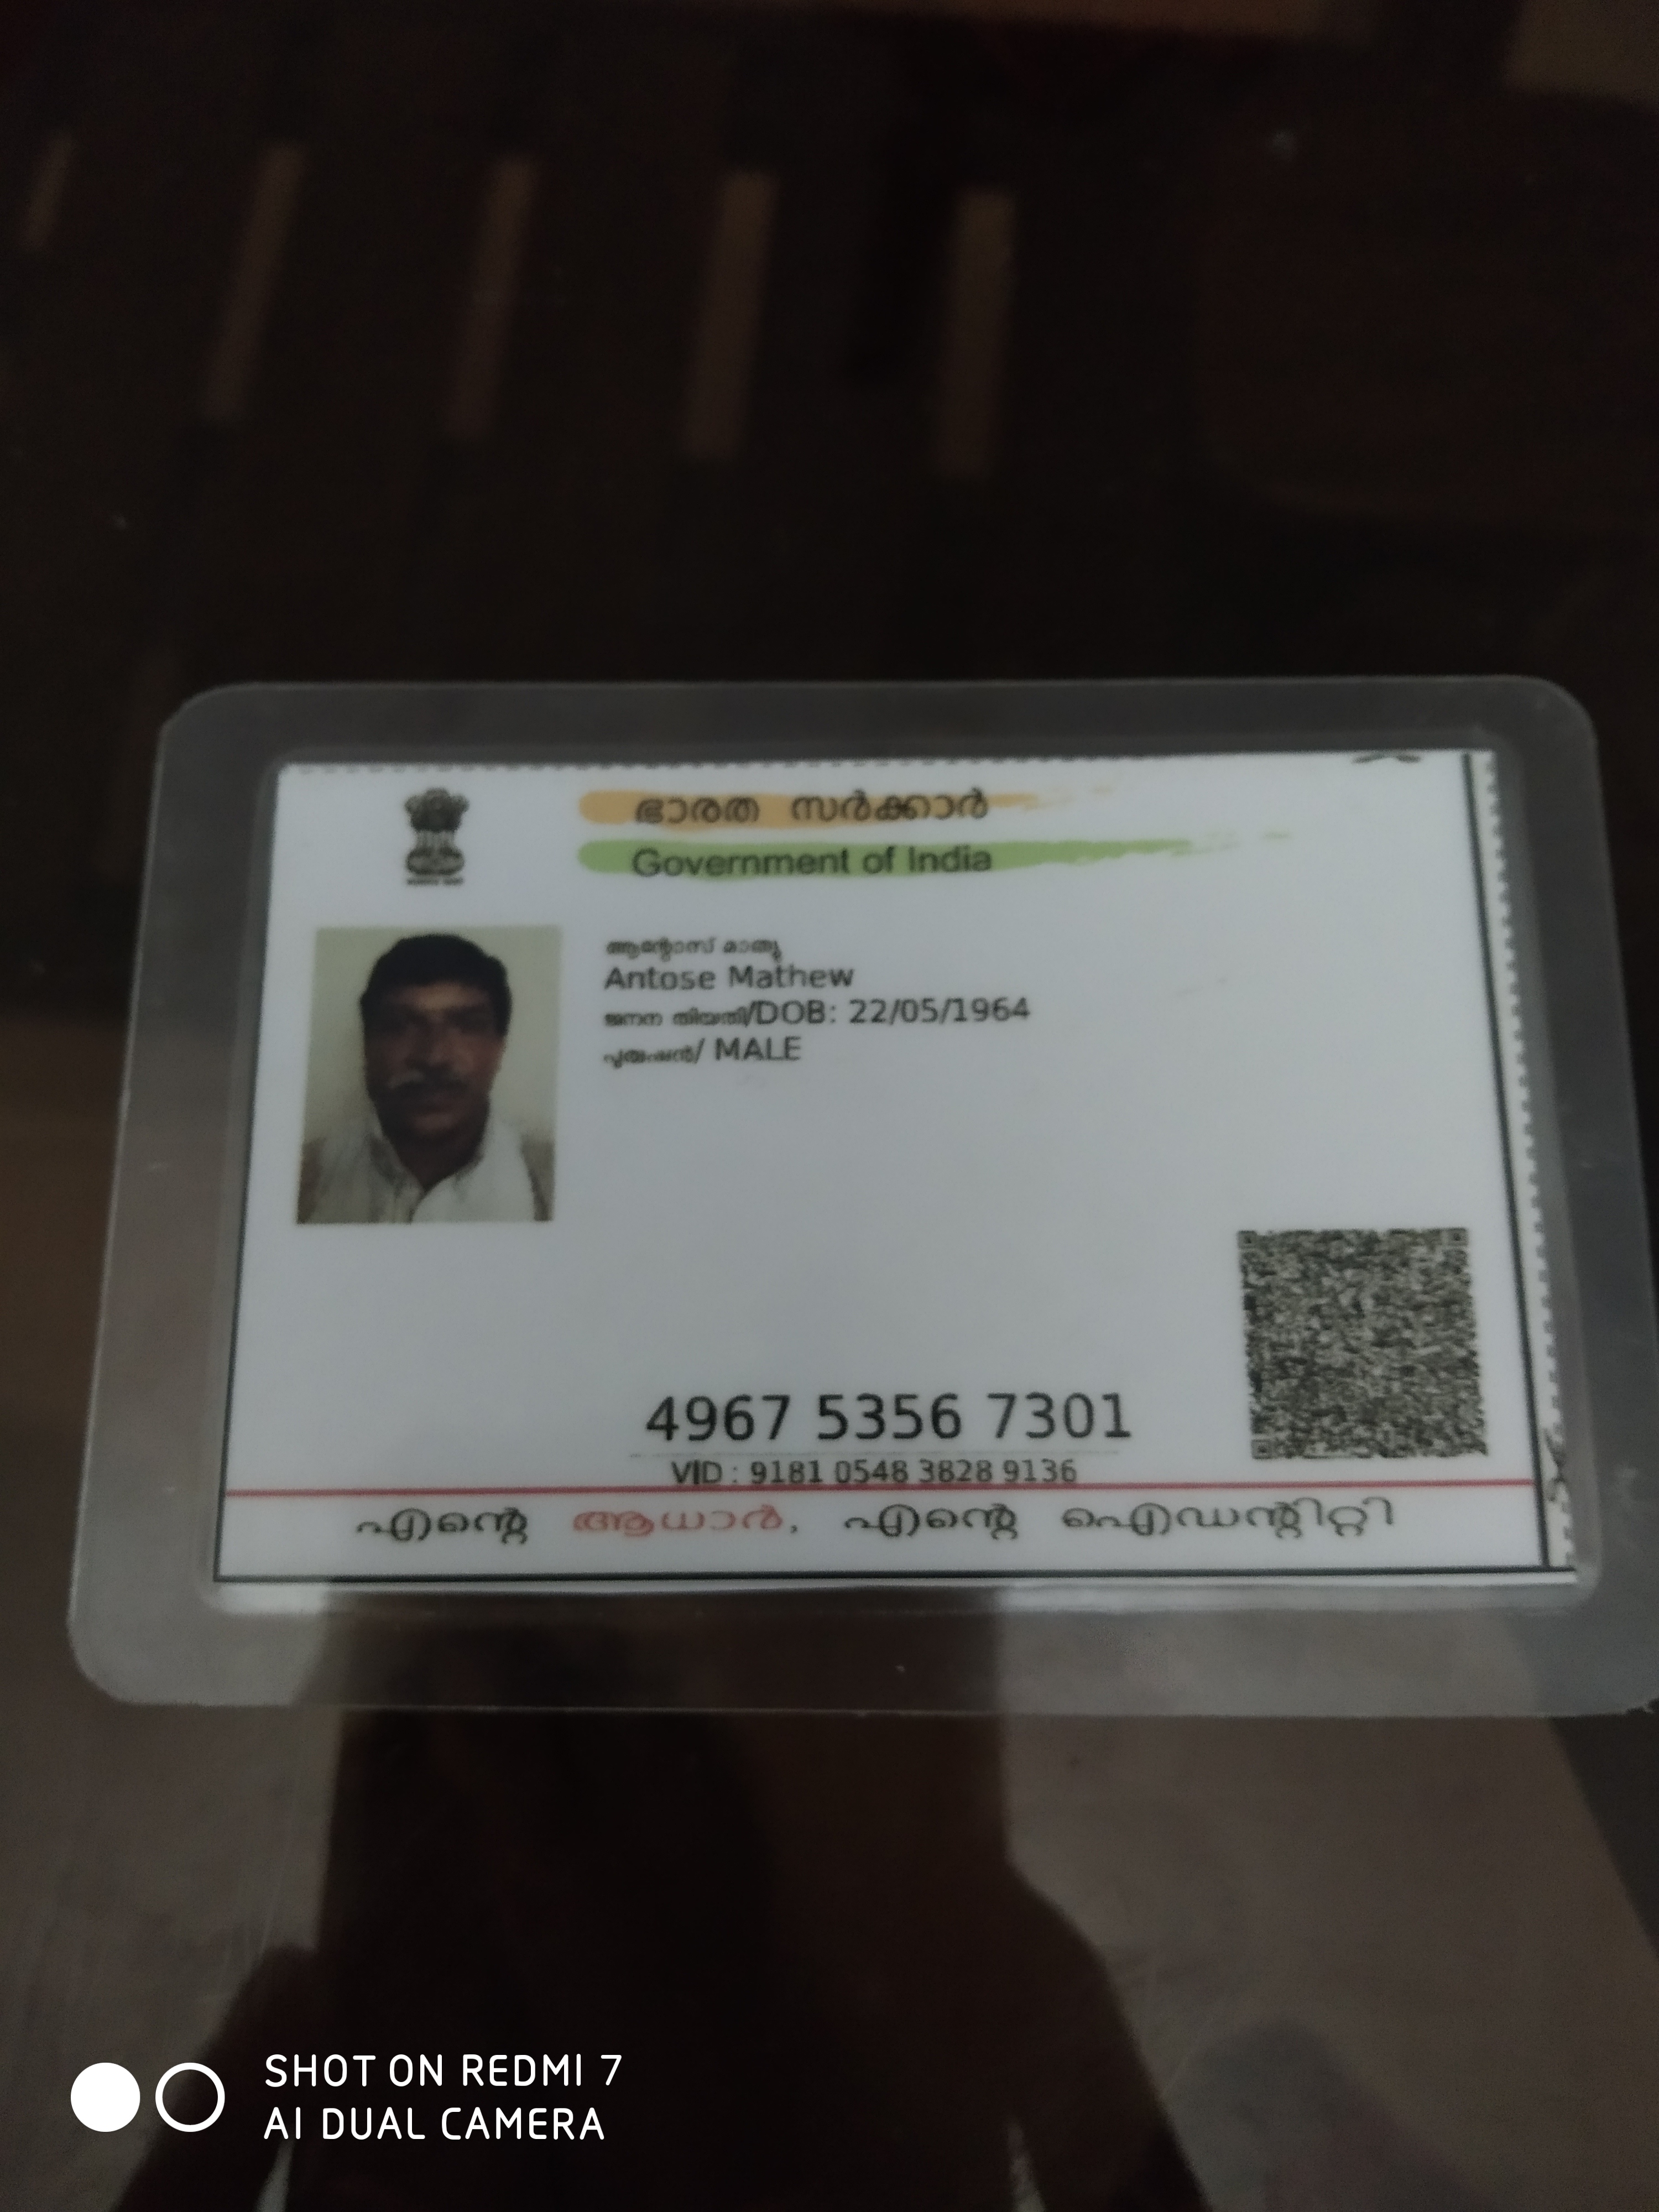 ഭാരത സർക്കാർ
Government of India
ആന്റോസ് മാത്യു
Antose Mathew
ജനന തിയതി/DOB: 22/05/1964
പുരുഷൻ/ MALE
4967 5356 7301
VID : 9181 0548 3828 9136
എന്റെ ആധാർ, എന്റെ ഐഡന്റിറ്റി
SHOT ON REDMI 7
AI DUAL CAMERA